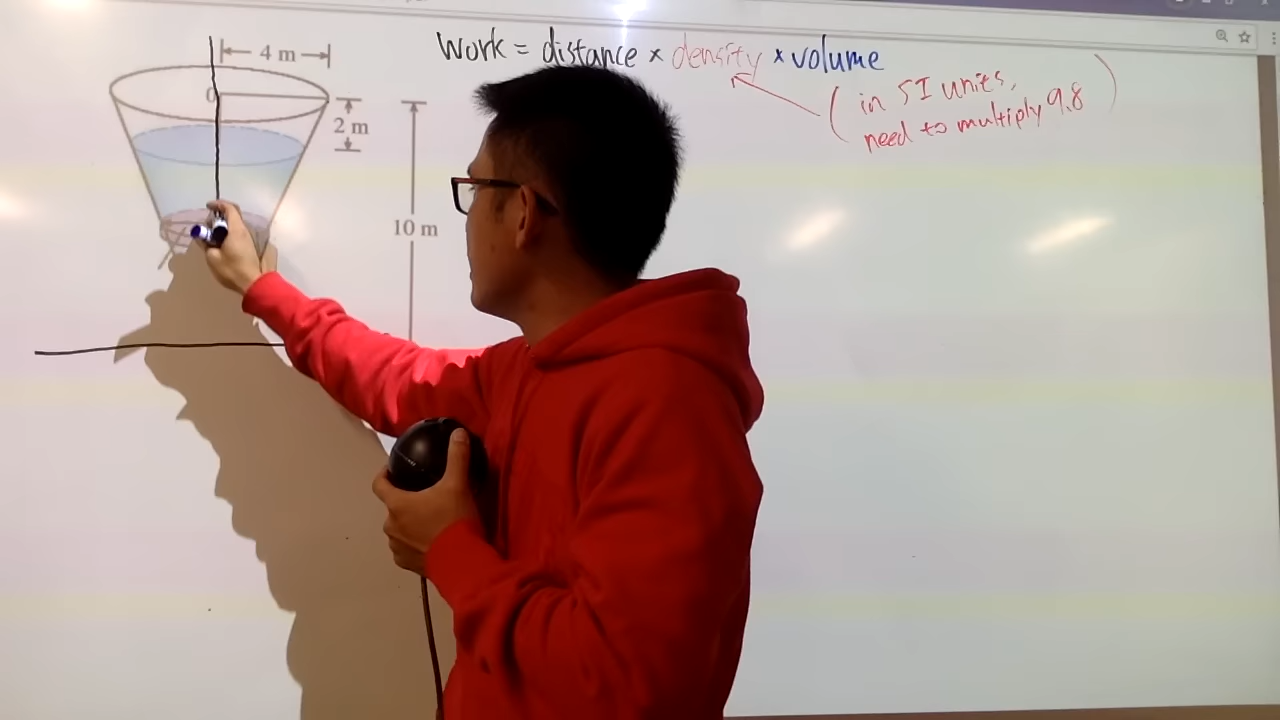 4 m
0
2 m
10 m
Work = distance × density × volume
(in SI units,
need to multiply 9.8)